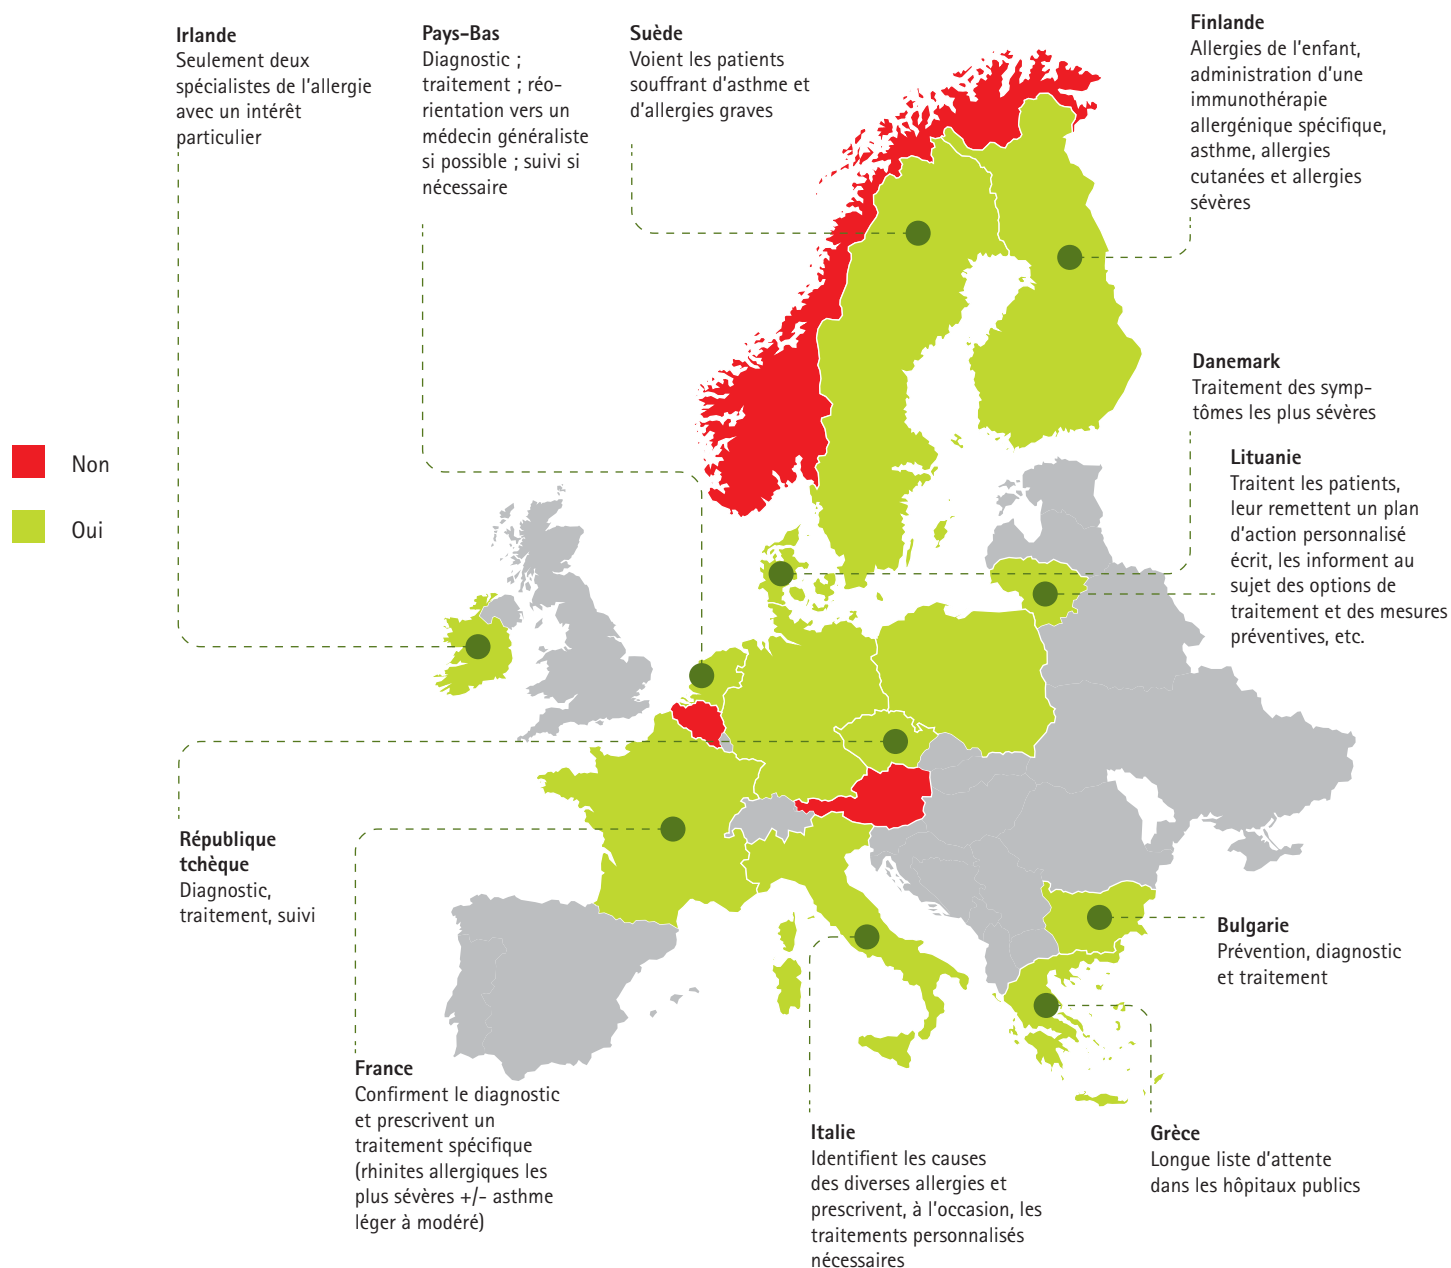 Irlande
Seulement deux
spécialistes de l'allergie
avec un intérêt
particulier
Pays-Bas
Diagnostic ;
traitement ; réo-
rientation vers un
médecin généraliste
si possible ; suivi si
nécessaire
Suède
Voient les patients
souffrant d'asthme et
d'allergies graves
Finlande
Allergies de l'enfant,
administration d'une
immunothérapie
allergénique spécifique,
asthme, allergies
cutanées et allergies
sévères
Danemark
Traitement des symp-
tômes les plus sévères
Lituanie
Traitent les patients,
leur remettent un plan
d'action personnalisé
écrit, les informent au
sujet des options de
traitement et des mesures
préventives, etc.
Non
Oui
République
tchèque
Diagnostic,
traitement, suivi
Bulgarie
Prévention, diagnostic
et traitement
France
Confirment le diagnostic
et prescrivent un
traitement spécifique
(rhinites allergiques les
plus sévères +/- asthme
léger à modéré)
Italie
Identifient les causes
des diverses allergies et
prescrivent, à l'occasion, les
traitements personnalisés
nécessaires
Grèce
Longue liste d'attente
dans les hôpitaux publics